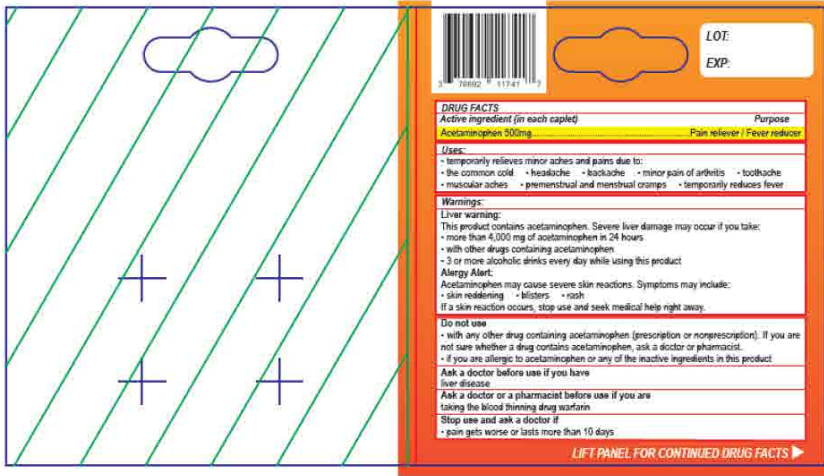 LOT:
EXP:
3 78692 11741 7
DRUG FACTS
Active ingredient (in each caplet) Purpose
Acetaminophen 500mg......Pain reliever / Fever reducer
Uses:
• temporarily relieves minor aches and pains due to:
• the common cold • headache • backache • minor pain of arthritis • toothache
• muscular aches • premenstrual and menstrual cramps • temporarily reduces fever
Warnings:
Liver warning:
This product contains acetaminophen. Severe liver damage may occur if you take:
• more than 4,000 mg of acetaminophen in 24 hours
• with other drugs containing acetaminophen
• 3 or more alcoholic drinks every day while using this product
Alergy Alert:
Acetaminophen may cause severe skin reactions. Symptoms may include:
• skin reddening • blisters • rash
If a skin reaction occurs, stop use and seek medical help right away.
Do not use
• with any other drug containing acetaminophen (prescription or nonprescription). If you are
not sure whether a drug contains acetaminophen, ask a doctor or pharmacist.
• if you are allergic to acetaminophen or any of the inactive ingredients in this product
Ask a doctor before use if you have
liver disease
Ask a doctor or a pharmacist before use if you are
taking the blood thinning drug warfarin
Stop use and ask a doctor if
• pain gets worse or lasts more than 10 days
LIFT PANEL FOR CONTINUED DRUG FACTS ▶